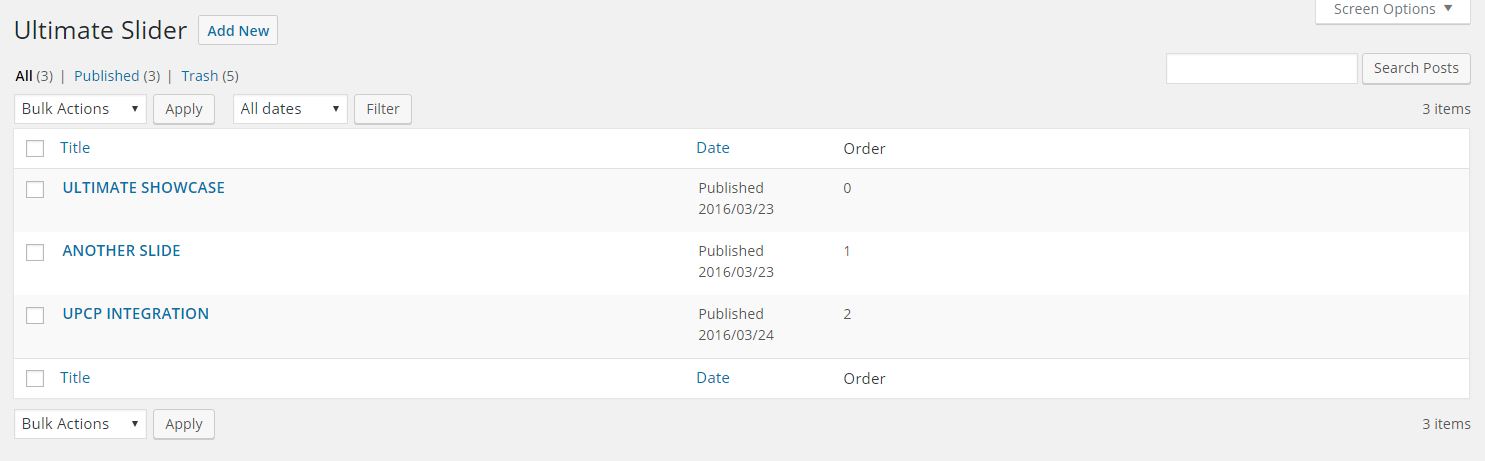 Screen Options ▼
Ultimate Slider Add New
All (3) | Published (3) | Trash (5)
Search Posts
Bulk Actions ▼ Apply All dates ▼ Filter 3 items
Title Date Order
ULTIMATE SHOWCASE Published 0
2016/03/23
ANOTHER SLIDE Published 1
2016/03/23
UPCP INTEGRATION Published 2
2016/03/24
Title Date Order
Bulk Actions ▼ Apply 3 items